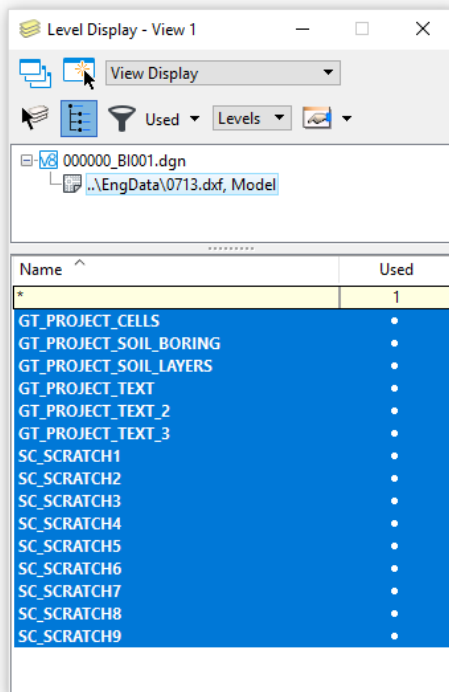 Level Display - View 1
View Display
Used Levels
000000_BI001.dgn
..\EngData\0713.dxf, Model
Name Used
* 1
GT_PROJECT_CELLS
GT_PROJECT_SOIL_BORING
GT_PROJECT_SOIL_LAYERS
GT_PROJECT_TEXT
GT_PROJECT_TEXT_2
GT_PROJECT_TEXT_3
SC_SCRATCH1
SC_SCRATCH2
SC_SCRATCH3
SC_SCRATCH4
SC_SCRATCH5
SC_SCRATCH6
SC_SCRATCH7
SC_SCRATCH8
SC_SCRATCH9